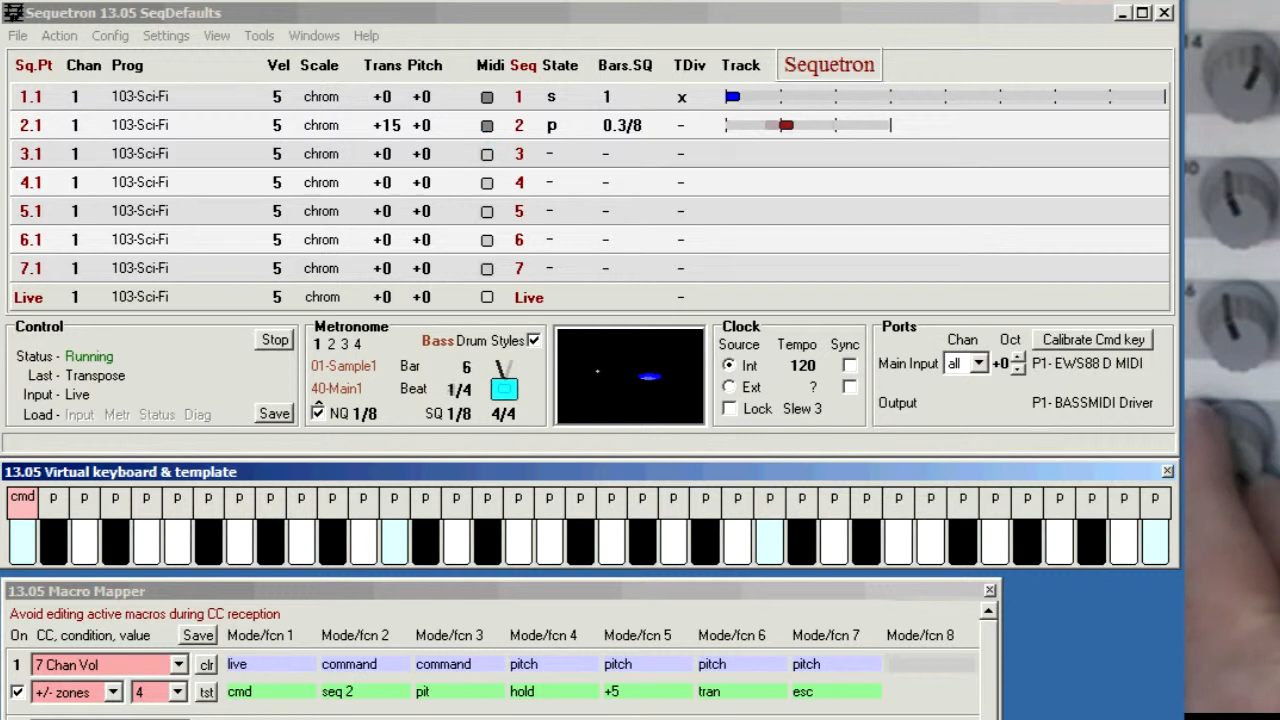 Sequetron 13.05 SeqDefaults
File Action Config Settings View Tools Windows Help
Sq.Pt Chan Prog Vel Scale Trans Pitch Midi Seq State Bars.SQ TDiv Track Sequetron
1.1 1 103-Sci-Fi 5 chrom +0 +0 1 s 1 x
2.1 1 103-Sci-Fi 5 chrom +15 +0 2 p 0.3/8 -
3.1 1 103-Sci-Fi 5 chrom +0 +0 3 - - -
4.1 1 103-Sci-Fi 5 chrom +0 +0 4 - - -
5.1 1 103-Sci-Fi 5 chrom +0 +0 5 - - -
6.1 1 103-Sci-Fi 5 chrom +0 +0 6 - - -
7.1 1 103-Sci-Fi 5 chrom +0 +0 7 - - -
Live 1 103-Sci-Fi 5 chrom +0 +0 Live -
Control
Stop
Status - Running
Last - Transpose
Input - Live
Load - Input Metr Status Diag
Save
Metronome
1 2 3 4
Bass Drum Styles
01-Sample1 Bar 6
40-Main1 Beat 1/4
NQ 1/8 SQ 1/8 4/4
Clock
Source Tempo Sync
Int 120
Ext ?
Lock Slew 3
Ports
Chan Oct Calibrate Cmd key
Main Input all +0 P1- EWS88 D MIDI
Output P1- BASSMIDI Driver
13.05 Virtual keyboard & template
cmd p p p p p p p p p p p p p p p p p p p p p p p p p p p p p p p p p p p p
13.05 Macro Mapper
Avoid editing active macros during CC reception
On CC, condition, value Save Mode/fcn 1 Mode/fcn 2 Mode/fcn 3 Mode/fcn 4 Mode/fcn 5 Mode/fcn 6 Mode/fcn 7 Mode/fcn 8
1 7 Chan Vol clr live command command pitch pitch pitch pitch
+/- zones 4 tst cmd seq 2 pit hold +5 tran esc